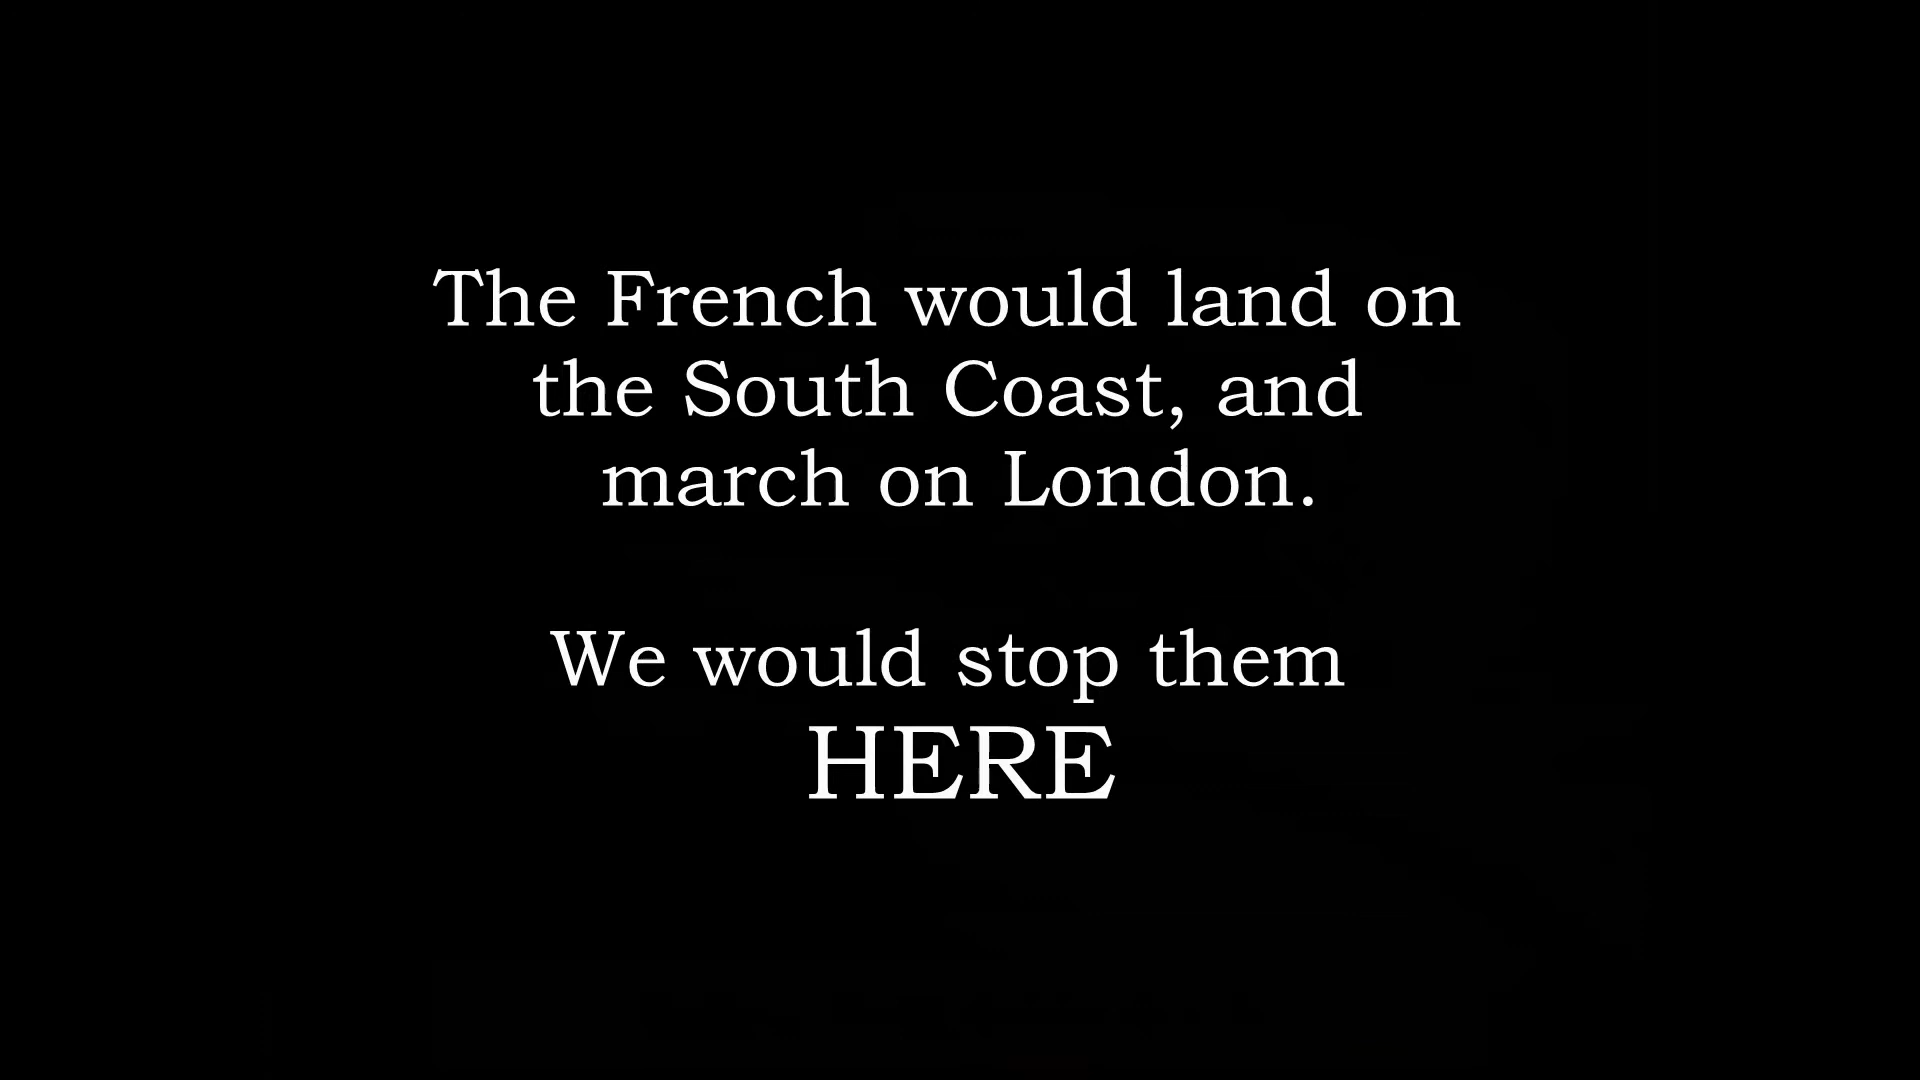 The French would land on
the South Coast, and
march on London.
We would stop them
HERE